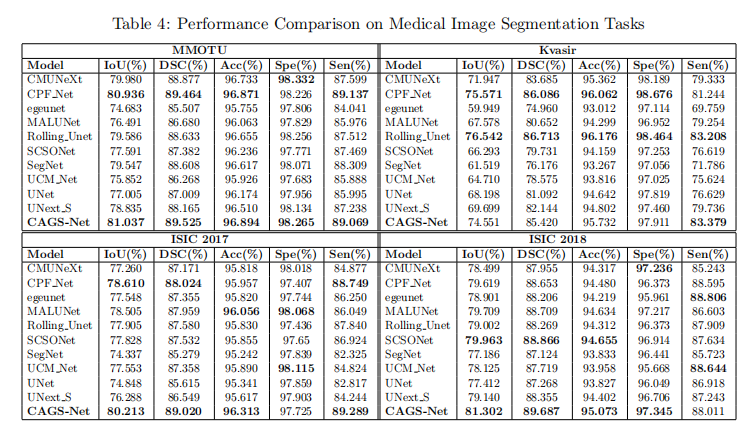 Table 4: Performance Comparison on Medical Image Segmentation Tasks
MMOTU Kvasir
Model IoU(%) DSC(%) Acc(%) Spe(%) Sen(%) Model IoU(%) DSC(%) Acc(%) Spe(%) Sen(%)
CMUNeXt 79.980 88.877 96.733 98.332 87.599 CMUNeXt 71.947 83.685 95.362 98.189 79.333
CPF_Net 80.936 89.464 96.871 98.226 89.137 CPF_Net 75.571 86.086 96.062 98.676 81.244
egeunet 74.683 85.507 95.755 97.806 84.041 egeunet 59.949 74.960 93.012 97.114 69.759
MALUNet 76.491 86.680 96.063 97.829 85.976 MALUNet 67.578 80.652 94.299 96.952 79.254
Rolling_Unet 79.586 88.633 96.655 98.256 87.512 Rolling_Unet 76.542 86.713 96.176 98.464 83.208
SCSONet 77.591 87.382 96.236 97.771 87.469 SCSONet 66.293 79.731 94.159 97.253 76.619
SegNet 79.547 88.608 96.617 98.071 88.309 SegNet 61.519 76.176 93.267 97.056 71.786
UCM_Net 75.852 86.268 95.926 97.683 85.888 UCM_Net 64.710 78.575 93.816 97.025 75.624
UNet 77.005 87.009 96.174 97.956 85.995 UNet 68.198 81.092 94.642 97.819 76.629
UNext_S 78.835 88.165 96.510 98.134 87.238 UNext_S 69.699 82.144 94.802 97.460 79.736
CAGS-Net 81.037 89.525 96.894 98.265 89.069 CAGS-Net 74.551 85.420 95.732 97.911 83.379
ISIC 2017 ISIC 2018
Model IoU(%) DSC(%) Acc(%) Spe(%) Sen(%) Model IoU(%) DSC(%) Acc(%) Spe(%) Sen(%)
CMUNeXt 77.260 87.171 95.818 98.018 84.877 CMUNeXt 78.499 87.955 94.317 97.236 85.243
CPF_Net 78.610 88.024 95.957 97.407 88.749 CPF_Net 79.619 88.653 94.480 96.373 88.595
egeunet 77.548 87.355 95.820 97.744 86.250 egeunet 78.901 88.206 94.219 95.961 88.806
MALUNet 78.505 87.959 96.056 98.068 86.049 MALUNet 79.709 88.709 94.634 97.217 86.603
Rolling_Unet 77.905 87.580 95.830 97.436 87.840 Rolling_Unet 79.002 88.269 94.312 96.373 87.909
SCSONet 77.828 87.532 95.855 97.65 86.924 SCSONet 79.963 88.866 94.655 96.914 87.634
SegNet 74.337 85.279 95.242 97.839 82.325 SegNet 77.186 87.124 93.833 96.441 85.723
UCM_Net 77.553 87.358 95.890 98.115 84.824 UCM_Net 78.125 87.719 93.958 95.668 88.644
UNet 74.848 85.615 95.341 97.859 82.817 UNet 77.412 87.268 93.827 96.049 86.918
UNext_S 76.288 86.549 95.617 97.903 84.244 UNext_S 79.140 88.355 94.402 96.706 87.243
CAGS-Net 80.213 89.020 96.313 97.725 89.289 CAGS-Net 81.302 89.687 95.073 97.345 88.011